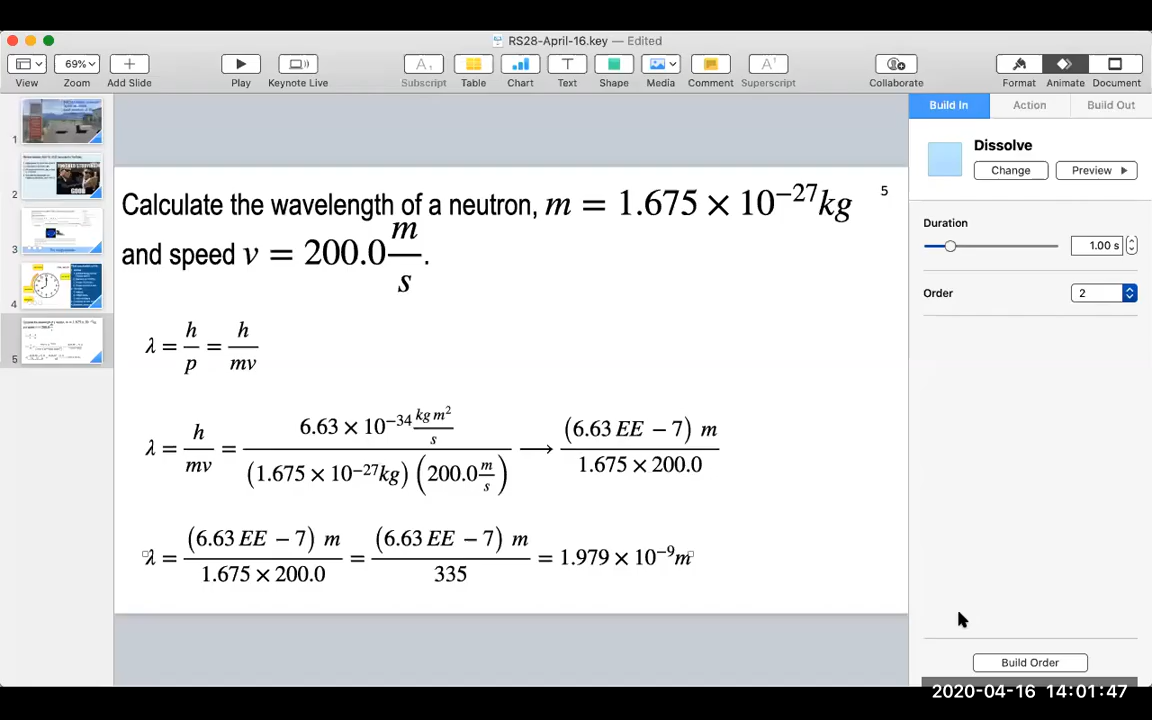 RS28-April-16.key — Edited
69%
View Zoom Add Slide Play Keynote Live Subscript Table Chart Text Shape Media Comment Superscript Collaborate Format Animate Document
Build In Action Build Out
1
2
3
4
5
Dissolve
Change Preview
Duration
1.00 s
Order 2
Build Order
5
Calculate the wavelength of a neutron, m = 1.675 × 10⁻²⁷kg
and speed v = 200.0 m/s.
λ = h/p = h/mv
λ = h/mv = 6.63 × 10⁻³⁴ kg m²/s / (1.675 × 10⁻²⁷kg) (200.0 m/s) ⟶ (6.63 EE − 7) m / 1.675 × 200.0
λ = (6.63 EE − 7) m / 1.675 × 200.0 = (6.63 EE − 7) m / 335 = 1.979 × 10⁻⁹m
2020-04-16 14:01:47